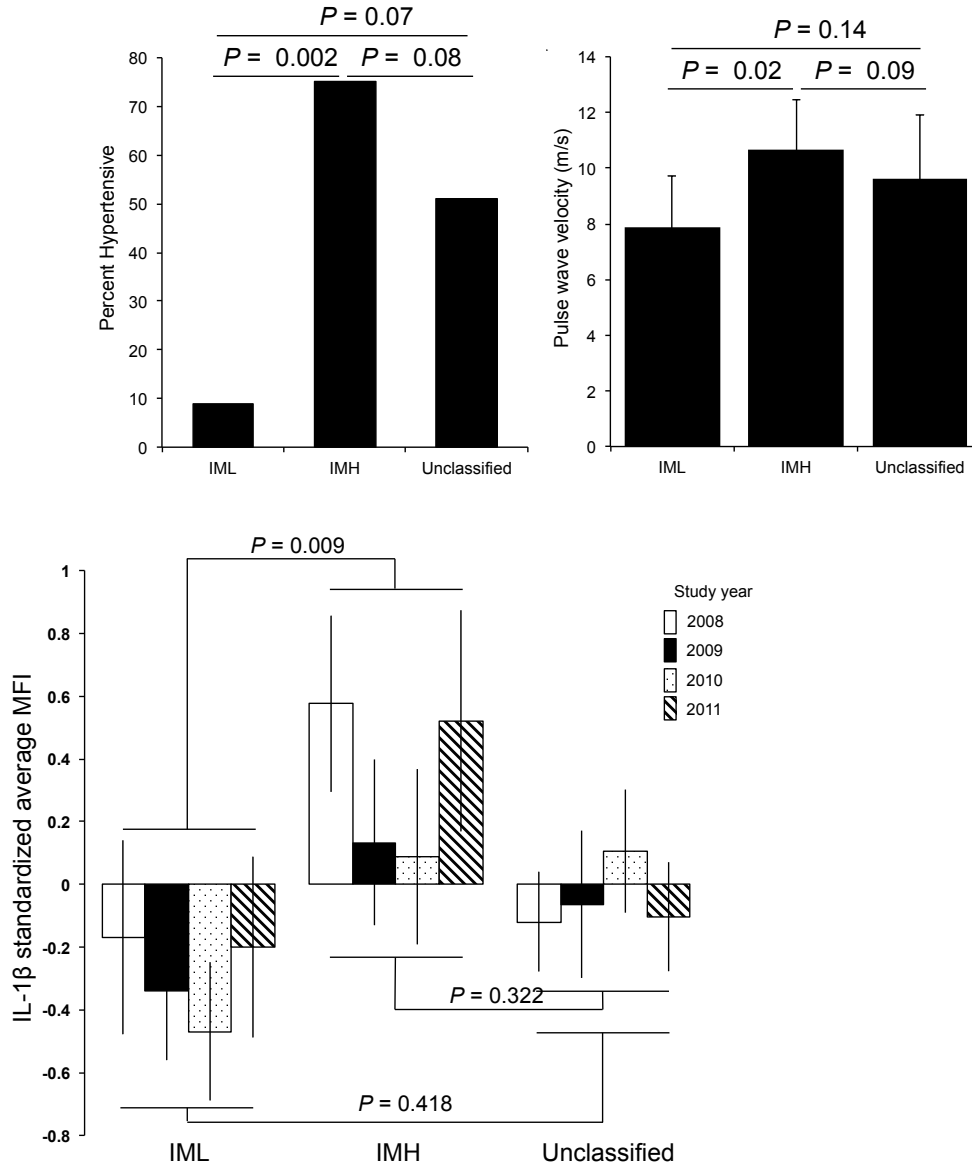 P = 0.07
P = 0.002
P = 0.08
80
70
60
50
40
30
20
10
0
Percent Hypertensive
IML
IMH
Unclassified
P = 0.14
P = 0.02
P = 0.09
14
12
10
8
6
4
2
0
Pulse wave velocity (m/s)
IML
IMH
Unclassified
P = 0.009
1
0.8
0.6
0.4
0.2
0
-0.2
-0.4
-0.6
-0.8
IL-1β standardized average MFI
Study year
2008
2009
2010
2011
P = 0.322
P = 0.418
IML
IMH
Unclassified